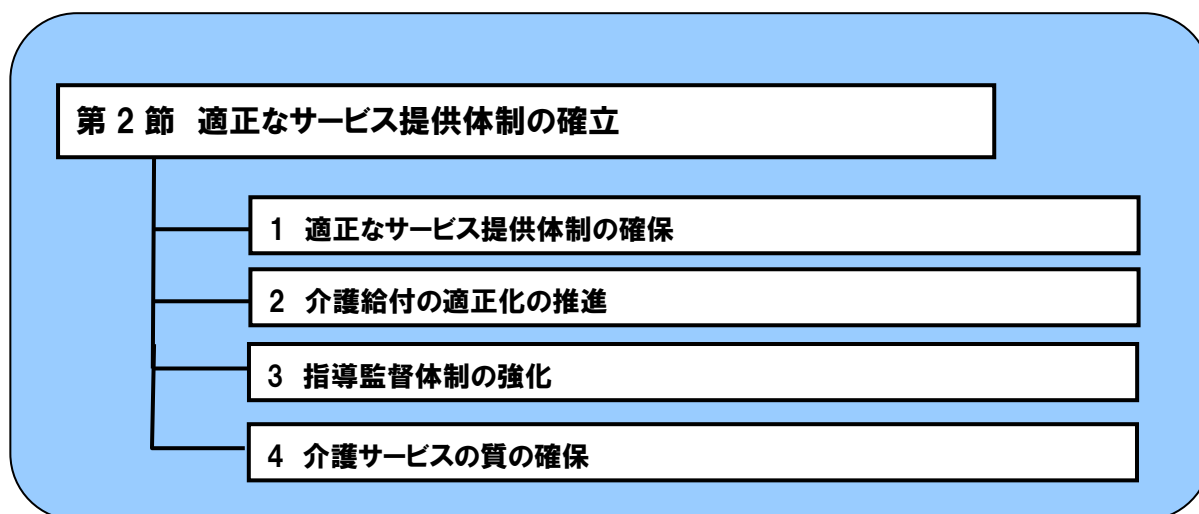 第2節 適正なサービス提供体制の確立
1 適正なサービス提供体制の確保
2 介護給付の適正化の推進
3 指導監督体制の強化
4 介護サービスの質の確保